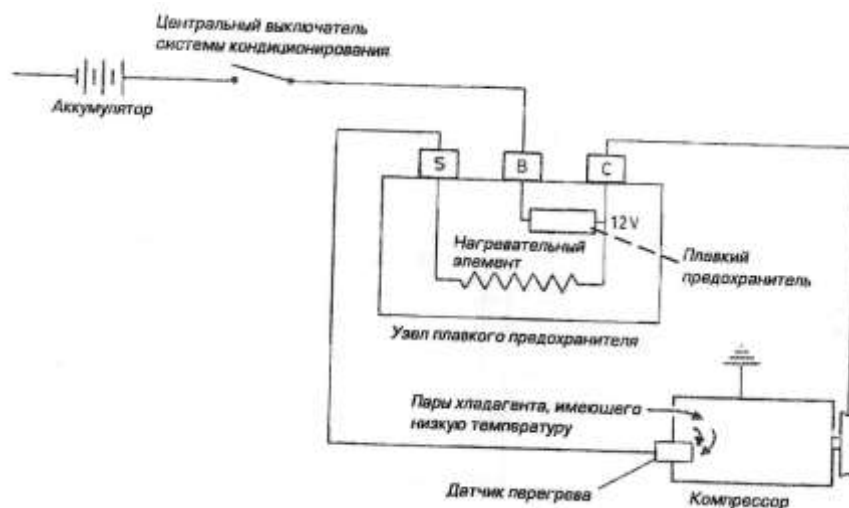 Центральный выключатель
системы кондиционирования
Аккумулятор
S
B
C
12V
Нагревательный
элемент
Плавкий
предохранитель
Узел плавкого предохранителя
Пары хладагента, имеюшего
низкую температуру
Датчик перегрева
Компрессор